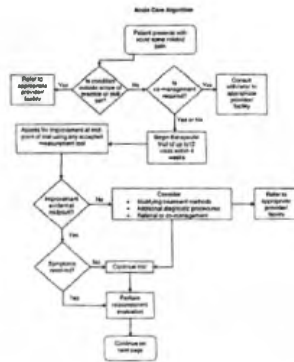 Acute Care Algorithm
Patient presents with
acute spine related
pain
Is condition
outside scope of
practice or skill
set?
Refer to
appropriate
provider/
facility
Yes
No
Is
co-management
required?
Yes
Consult
with/refer to
appropriate
provider/
facility
Yes or No
Begin therapeutic
trial of up to 12
visits within 4
weeks
Assess for improvement at mid-
point of trial using any accepted
measurement tool
Improvement
evident at
midpoint?
No
Consider
• Modifying treatment methods
• Additional diagnostic procedures
• Referral or co-management
Refer to
appropriate
provider/
facility
Yes
Symptoms
resolved?
No
Continue trial
Yes
Perform
reassessment
evaluation
Continue on
next page